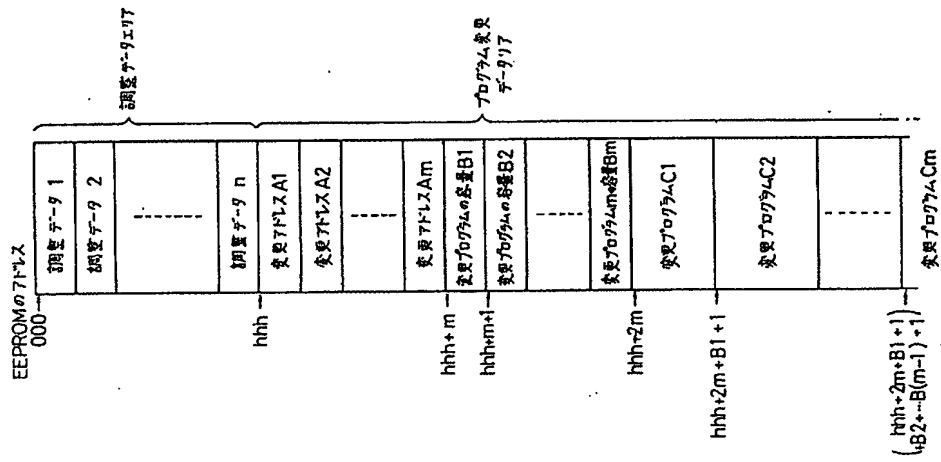 EEPROMのアドレス
000
調整データ 1
調整データ 2
調整データ n
hhh
変更アドレスA1
変更アドレスA2
変更アドレスAm
hhh+m
変更プログラムの容量B1
hhh+m+1
変更プログラムの容量B2
変更プログラムmの容量Bm
hhh+2m
変更プログラムC1
hhh+2m+B1+1
変更プログラムC2
(hhh+2m+B1+1
+B2+---B(m-1)+1)
変更プログラムCm
調整データエリア
プログラム変更
データリア